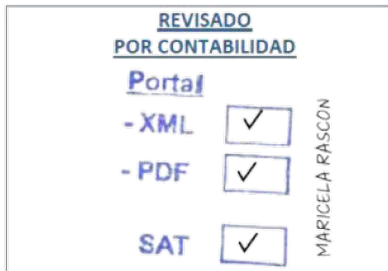 REVISADO
POR CONTABILIDAD
Portal
- XML ✓
- PDF ✓
SAT ✓
MARICELA RASCON